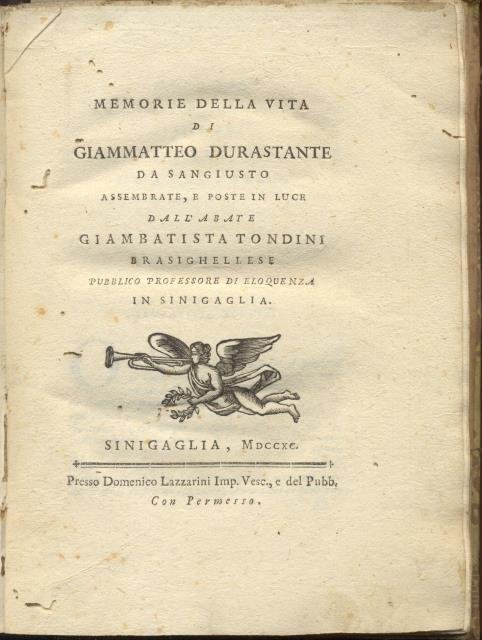 MEMORIE DELLA VITA
DI
GIAMMATTEO DURASTANTE
DA SANGIUSTO
ASSEMBRATE, E POSTE IN LUCE
DALL'ABATE
GIAMBATISTA TONDINI
BRASIGHELLESE
PUBBLICO PROFESSORE DI ELOQUENZA
IN SINIGAGLIA.
SINIGAGLIA, MDCCXC.
Presso Domenico Lazzarini Imp. Vesc., e del Pubb.
Con Permesso.